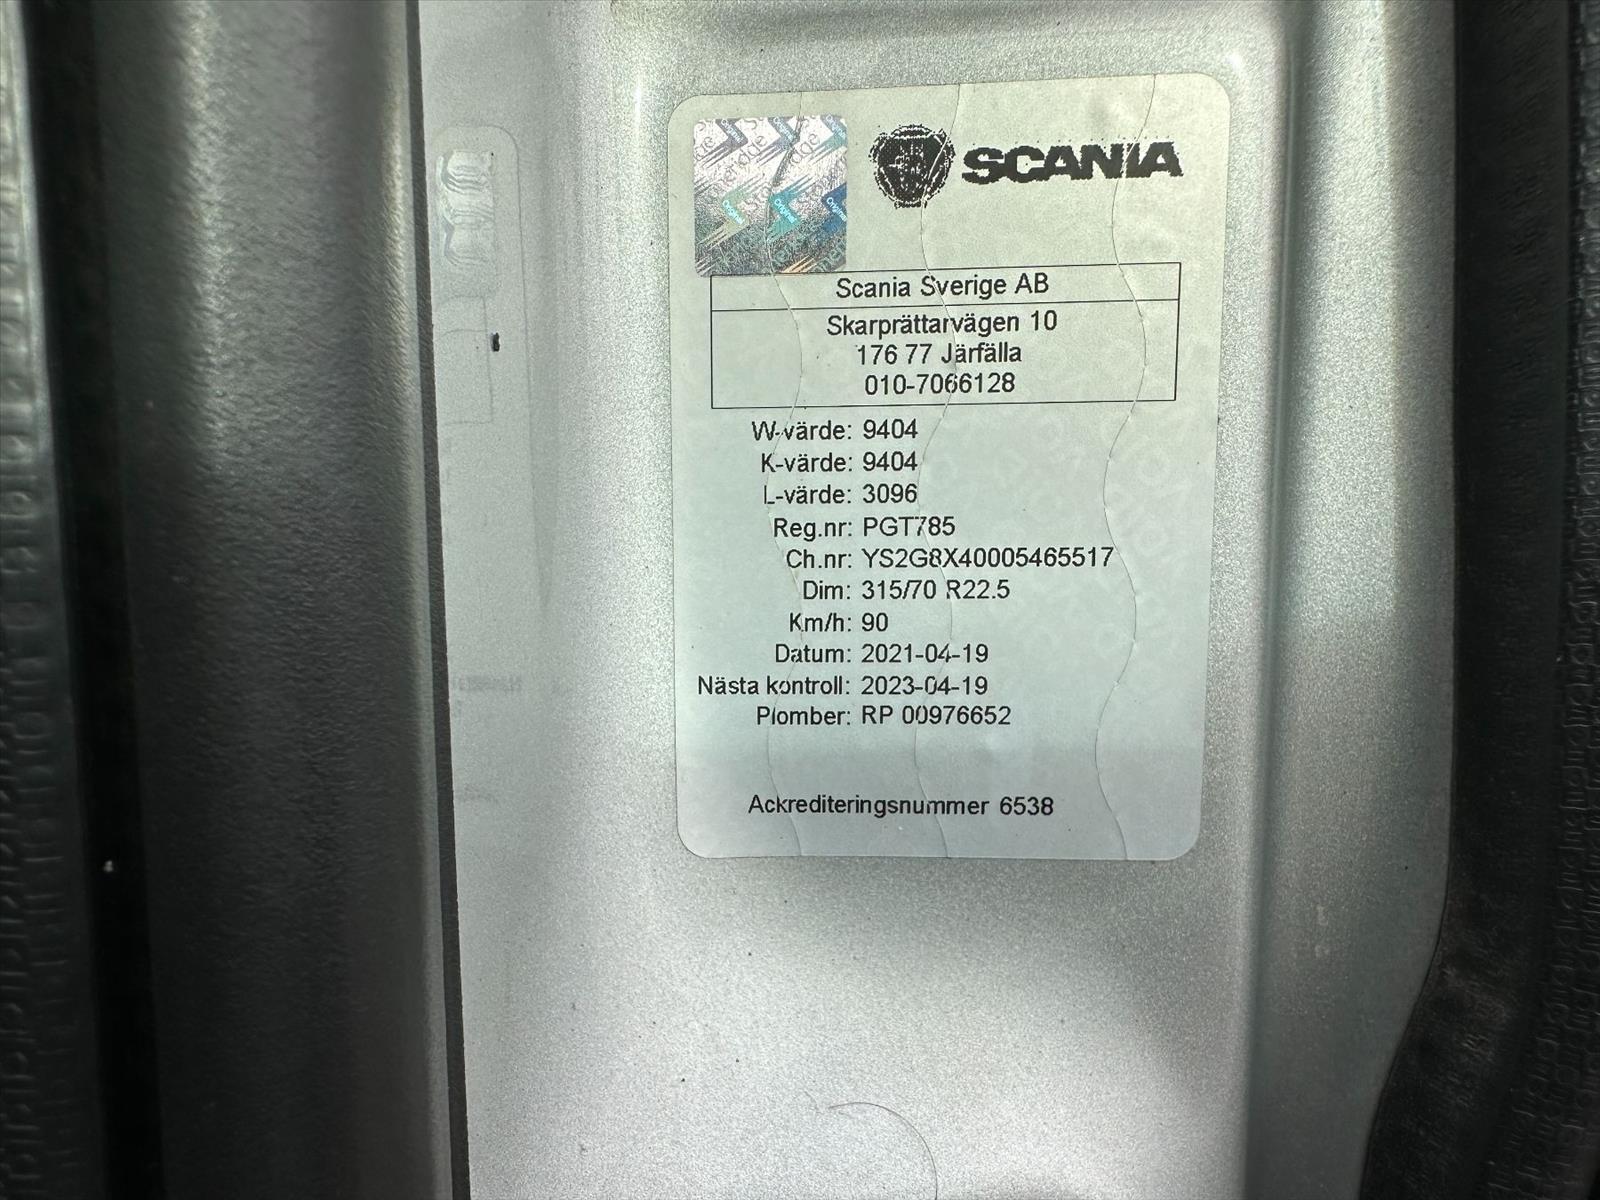 SCANIA
Scania Sverige AB
Skarprättarvägen 10
176 77 Järfälla
010-7066128
W-värde: 9404
K-värde: 9404
L-värde: 3096
Reg.nr: PGT785
Ch.nr: YS2G8X40005465517
Dim: 315/70 R22.5
Km/h: 90
Datum: 2021-04-19
Nästa kontroll: 2023-04-19
Plomber: RP 00976652
Ackrediteringsnummer 6538